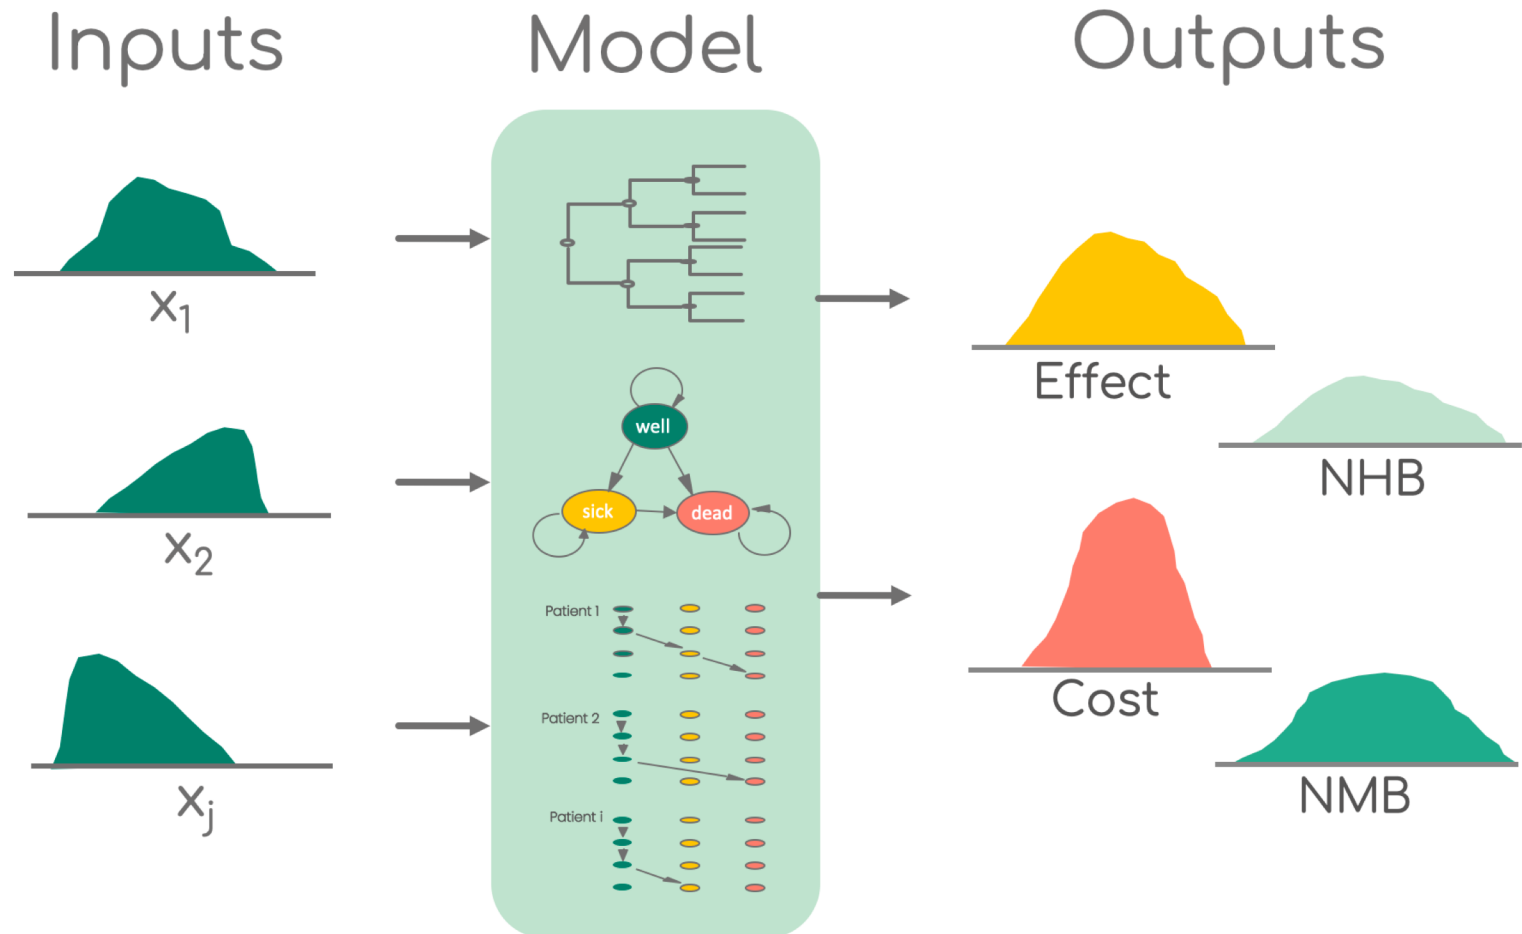 Inputs
Model
Outputs
x1
x2
xj
well
sick
dead
Patient 1
Patient 2
Patient i
Effect
NHB
Cost
NMB